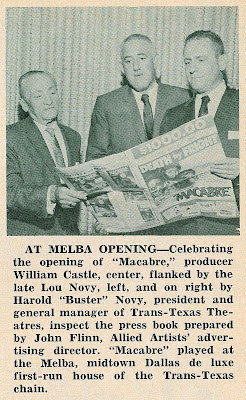 $1000.00
DEATH by FRIGHT
MACABRE
AT MELBA OPENING—Celebrating
the opening of “Macabre,” producer
William Castle, center, flanked by the
late Lou Novy, left, and on right by
Harold “Buster” Novy, president and
general manager of Trans-Texas The-
atres, inspect the press book prepared
by John Flinn, Allied Artists’ adver-
tising director. “Macabre” played at
the Melba, midtown Dallas de luxe
first-run house of the Trans-Texas
chain.